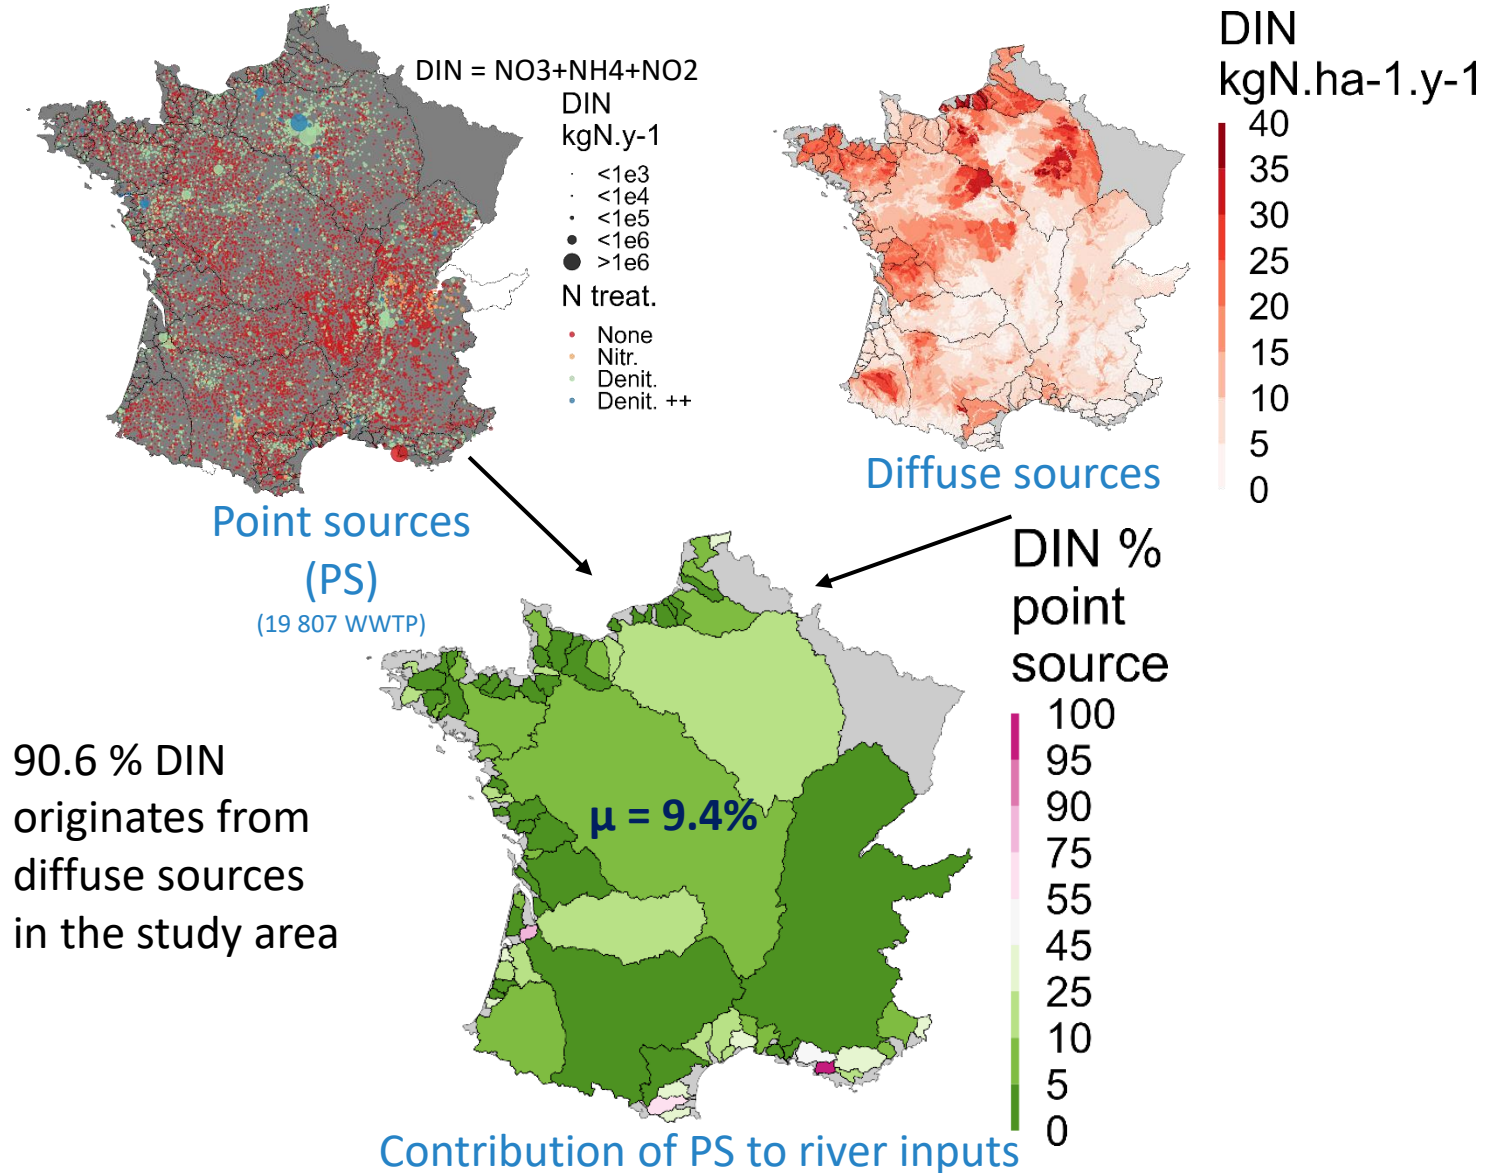 DIN = NO3+NH4+NO2
DIN
kgN.y-1
<1e3
<1e4
<1e5
<1e6
>1e6
N treat.
None
Nitr.
Denit.
Denit. ++
Point sources
(PS)
(19 807 WWTP)
DIN
kgN.ha-1.y-1
40
35
30
25
20
15
10
5
0
Diffuse sources
90.6 % DIN
originates from
diffuse sources
in the study area
µ = 9.4%
DIN %
point
source
100
95
90
75
55
45
25
10
5
0
Contribution of PS to river inputs